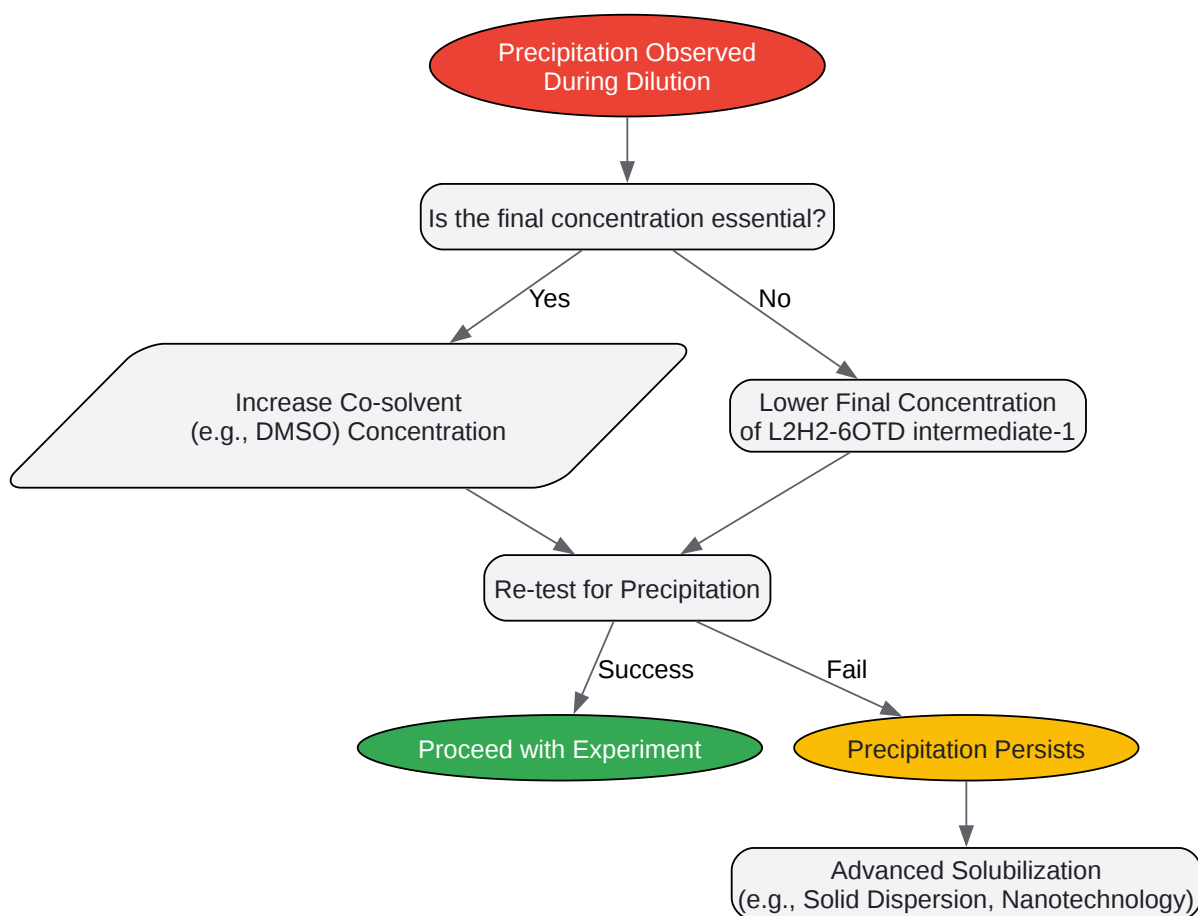 Precipitation Observed
During Dilution
Is the final concentration essential?
Yes
No
Increase Co-solvent
(e.g., DMSO) Concentration
Lower Final Concentration
of L2H2-6OTD intermediate-1
Re-test for Precipitation
Success
Fail
Proceed with Experiment
Precipitation Persists
Advanced Solubilization
(e.g., Solid Dispersion, Nanotechnology)